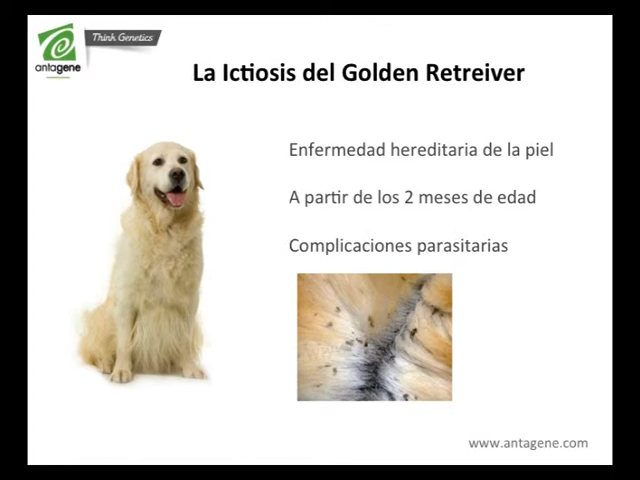 Think Genetics
antagene
La Ictiosis del Golden Retreiver
Enfermedad hereditaria de la piel
A partir de los 2 meses de edad
Complicaciones parasitarias
www.antagene.com